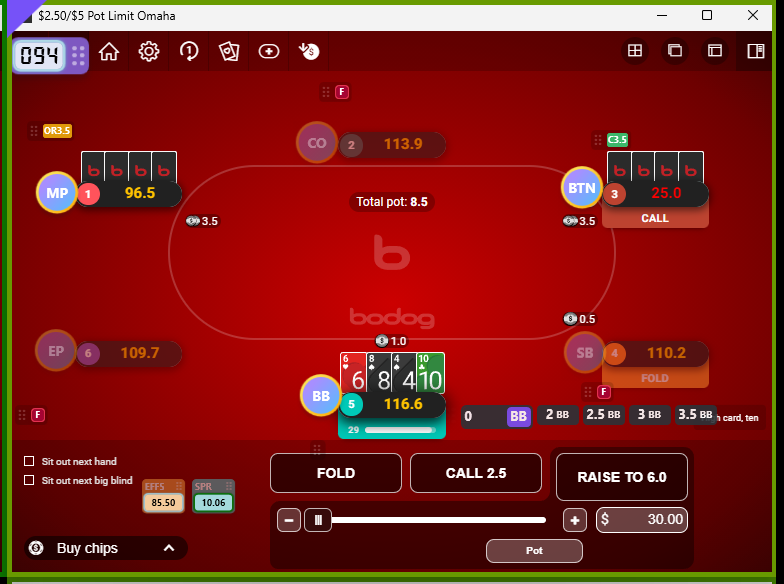 $2.50/$5 Pot Limit Omaha
094
1
$
F
OR3.5
C3.5
CO 2 113.9
MP 1 96.5
BTN 3 25.0
CALL
Total pot: 8.5
3.5
3.5
b
bodog
0.5
1.0
EP 6 109.7
SB 4 110.2
FOLD
F
6 8 4 10
6 8 4 10
BB 5 116.6
29
F
0 BB 2 BB 2.5 BB 3 BB 3.5 BB
card, ten
Sit out next hand
Sit out next big blind
EFFS SPR
85.50 10.06
FOLD CALL 2.5 RAISE TO 6.0
$ 30.00
Buy chips
Pot